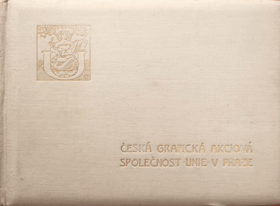 ČESKÁ GRAFICKÁ AKCIOVÁ
SPOLEČNOST UNIE V PRAZE